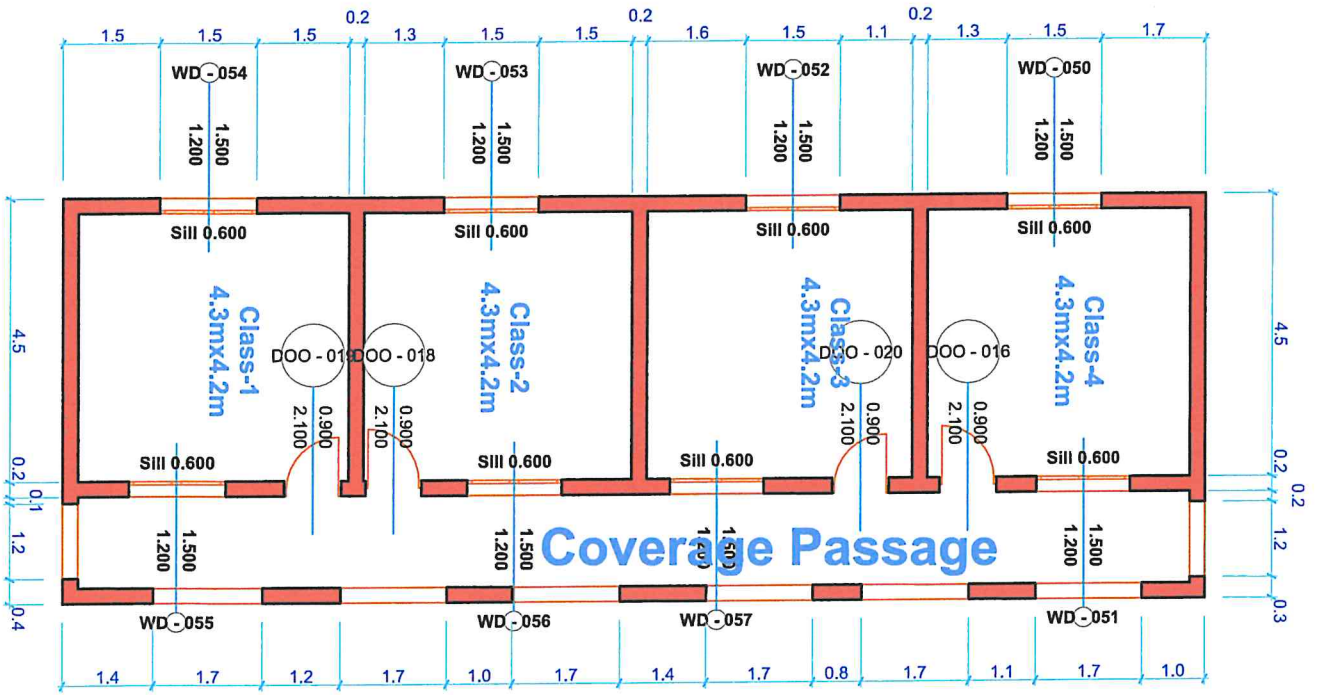 0.2 0.2 0.2
1.5 1.5 1.5 1.3 1.5 1.5 1.6 1.5 1.1 1.3 1.5 1.7
WD - 054 WD - 053 WD - 052 WD - 050
1.500 1.500 1.500 1.500
1.200 1.200 1.200 1.200
Sill 0.600 Sill 0.600 Sill 0.600 Sill 0.600
Class-1
4.3mx4.2m
Class-2
4.3mx4.2m
Class-3
4.3mx4.2m
Class-4
4.3mx4.2m
4.5 4.5
DOO - 019 DOO - 018 DOO - 020 DOO - 016
0.900 0.900 0.900 0.900
2.100 2.100 2.100 2.100
Sill 0.600 Sill 0.600 Sill 0.600 Sill 0.600
0.2 0.2
0.1 0.2
1.2 1.2
1.500 1.500 1.500 1.500
1.200 1.200 1.200 1.200
Coverage Passage
0.4 0.3
WD - 055 WD - 056 WD - 057 WD - 051
1.4 1.7 1.2 1.7 1.0 1.7 1.4 1.7 0.8 1.7 1.1 1.7 1.0